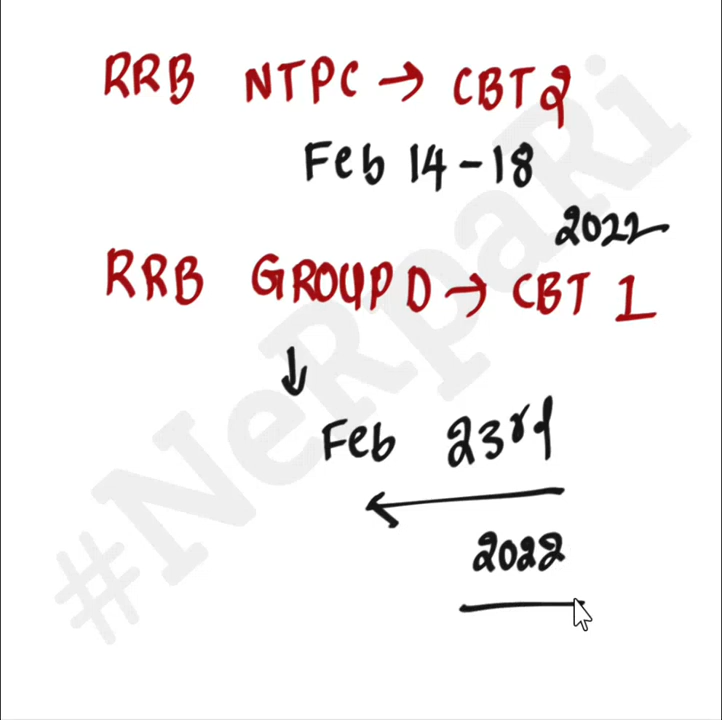 RRB NTPC → CBT 2
Feb 14-18
2022
RRB GROUP D → CBT 1
↓
Feb 23rd
2022
#NeRpaRi